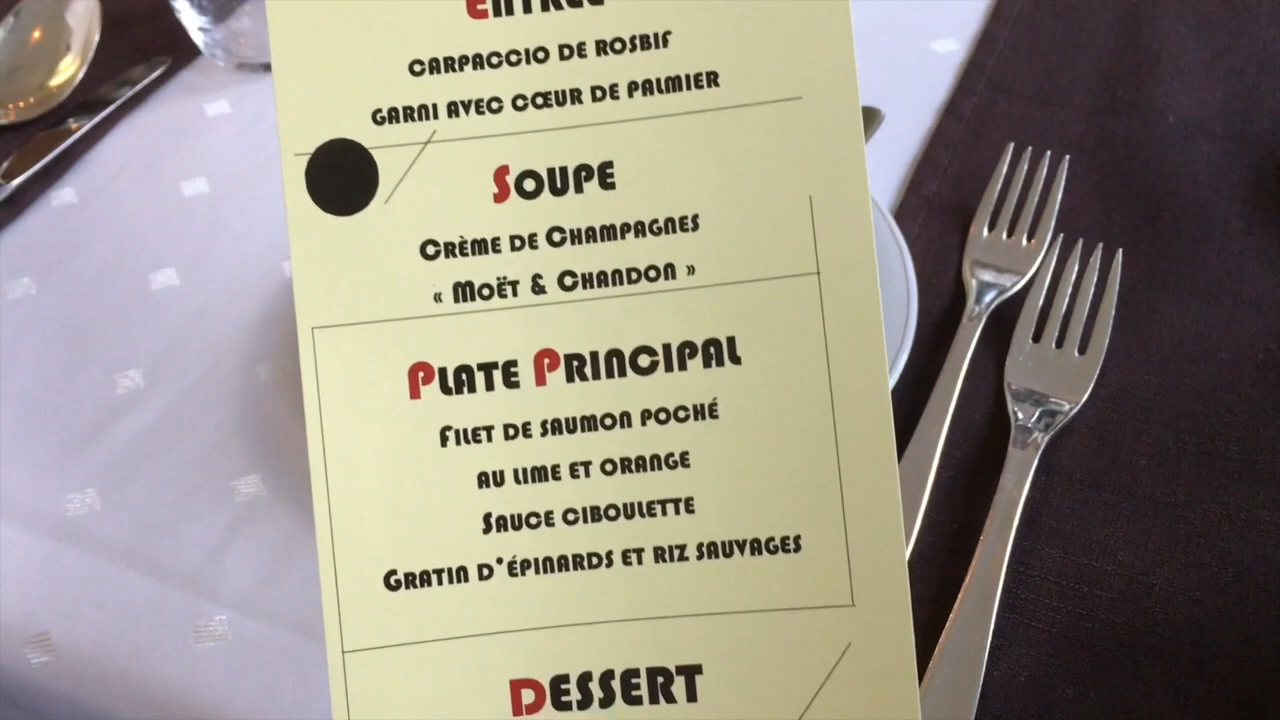 Entrée
Carpaccio de Rosbif
Garni avec cœur de palmier
Soupe
Crème de Champagnes
« Moët & Chandon »
Plate Principal
Filet de saumon poché
au lime et orange
Sauce ciboulette
Gratin d'épinards et riz sauvages
Dessert